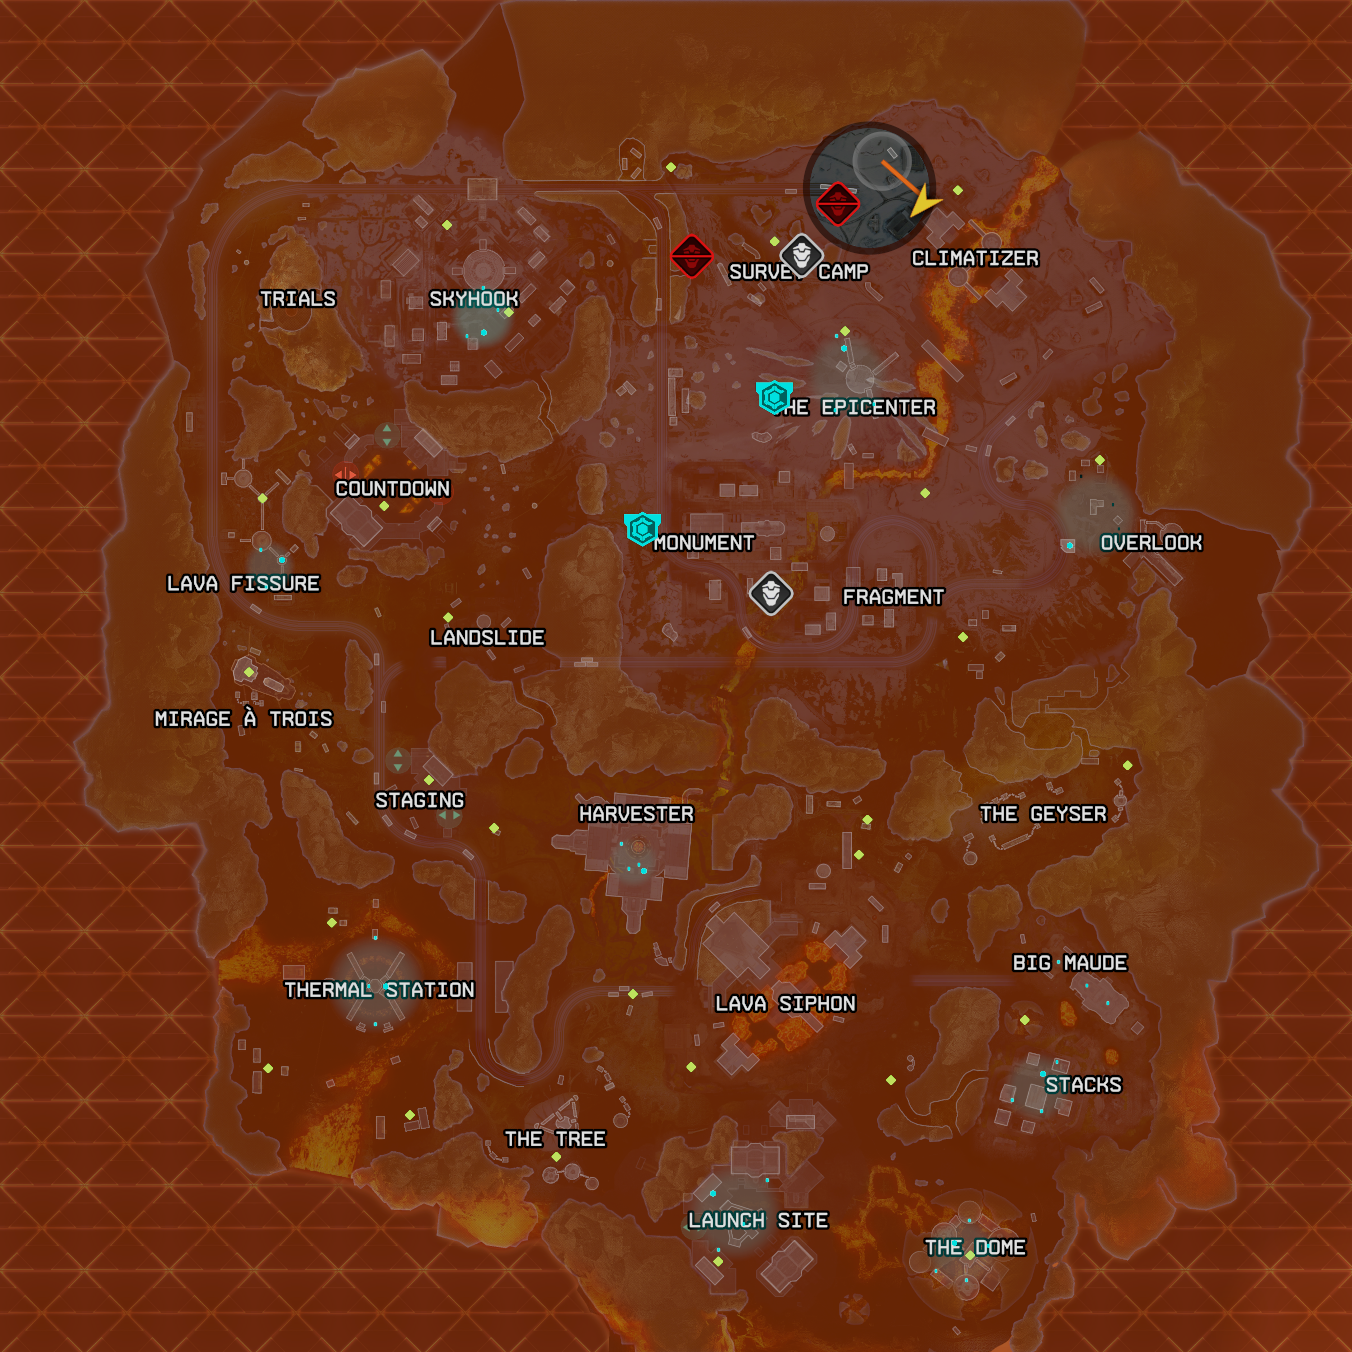 CLIMATIZER
SURVEY CAMP
TRIALS
SKYHOOK
THE EPICENTER
COUNTDOWN
MONUMENT
OVERLOOK
LAVA FISSURE
FRAGMENT
LANDSLIDE
MIRAGE À TROIS
STAGING
HARVESTER
THE GEYSER
BIG MAUDE
THERMAL STATION
LAVA SIPHON
STACKS
THE TREE
LAUNCH SITE
THE DOME